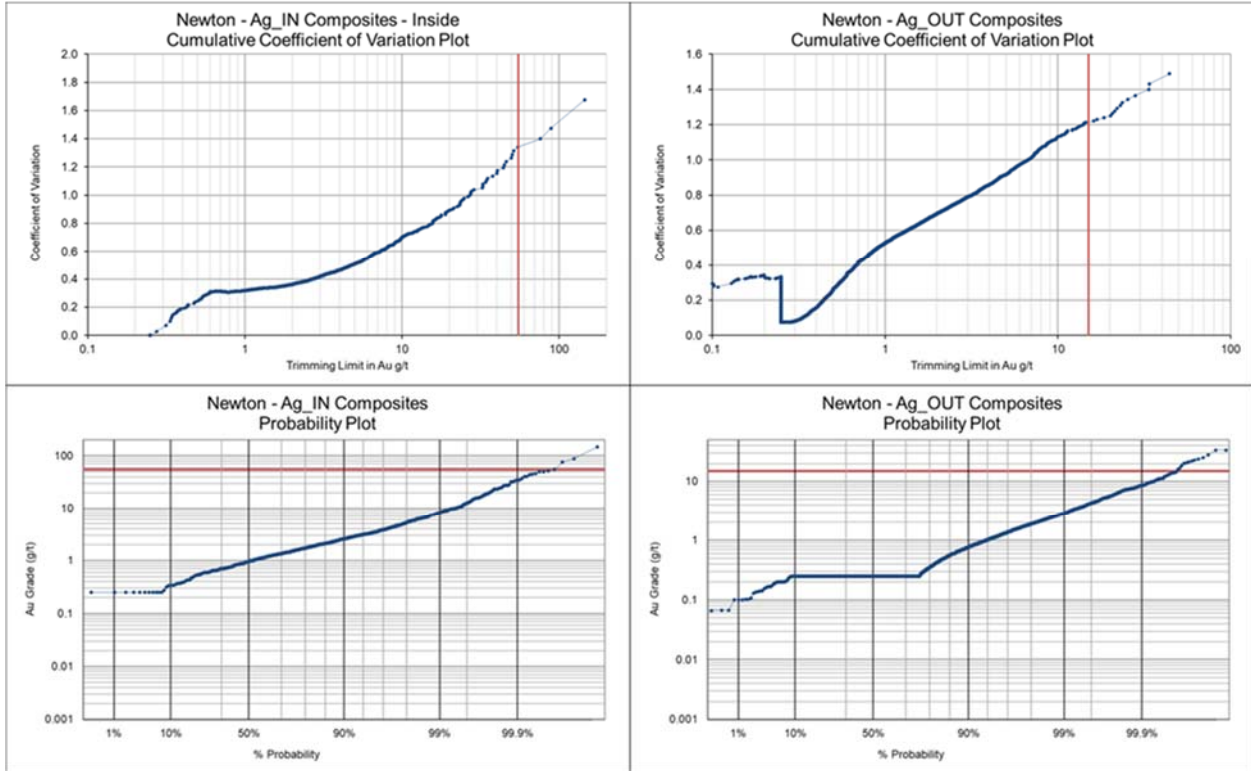 Newton - Ag_IN Composites - Inside
Cumulative Coefficient of Variation Plot
2.0
1.8
1.6
1.4
1.2
1.0
0.8
0.6
0.4
0.2
0.0
Coefficient of Variation
0.1 1 10 100
Trimming Limit in Au g/t
Newton - Ag_OUT Composites
Cumulative Coefficient of Variation Plot
1.6
1.4
1.2
1.0
0.8
0.6
0.4
0.2
0.0
Coefficient of Variation
0.1 1 10 100
Trimming Limit in Au g/t
Newton - Ag_IN Composites
Probability Plot
100
10
1
0.1
0.01
0.001
Au Grade (g/t)
1% 10% 50% 90% 99% 99.9%
% Probability
Newton - Ag_OUT Composites
Probability Plot
10
1
0.1
0.01
0.001
Au Grade (g/t)
1% 10% 50% 90% 99% 99.9%
% Probability